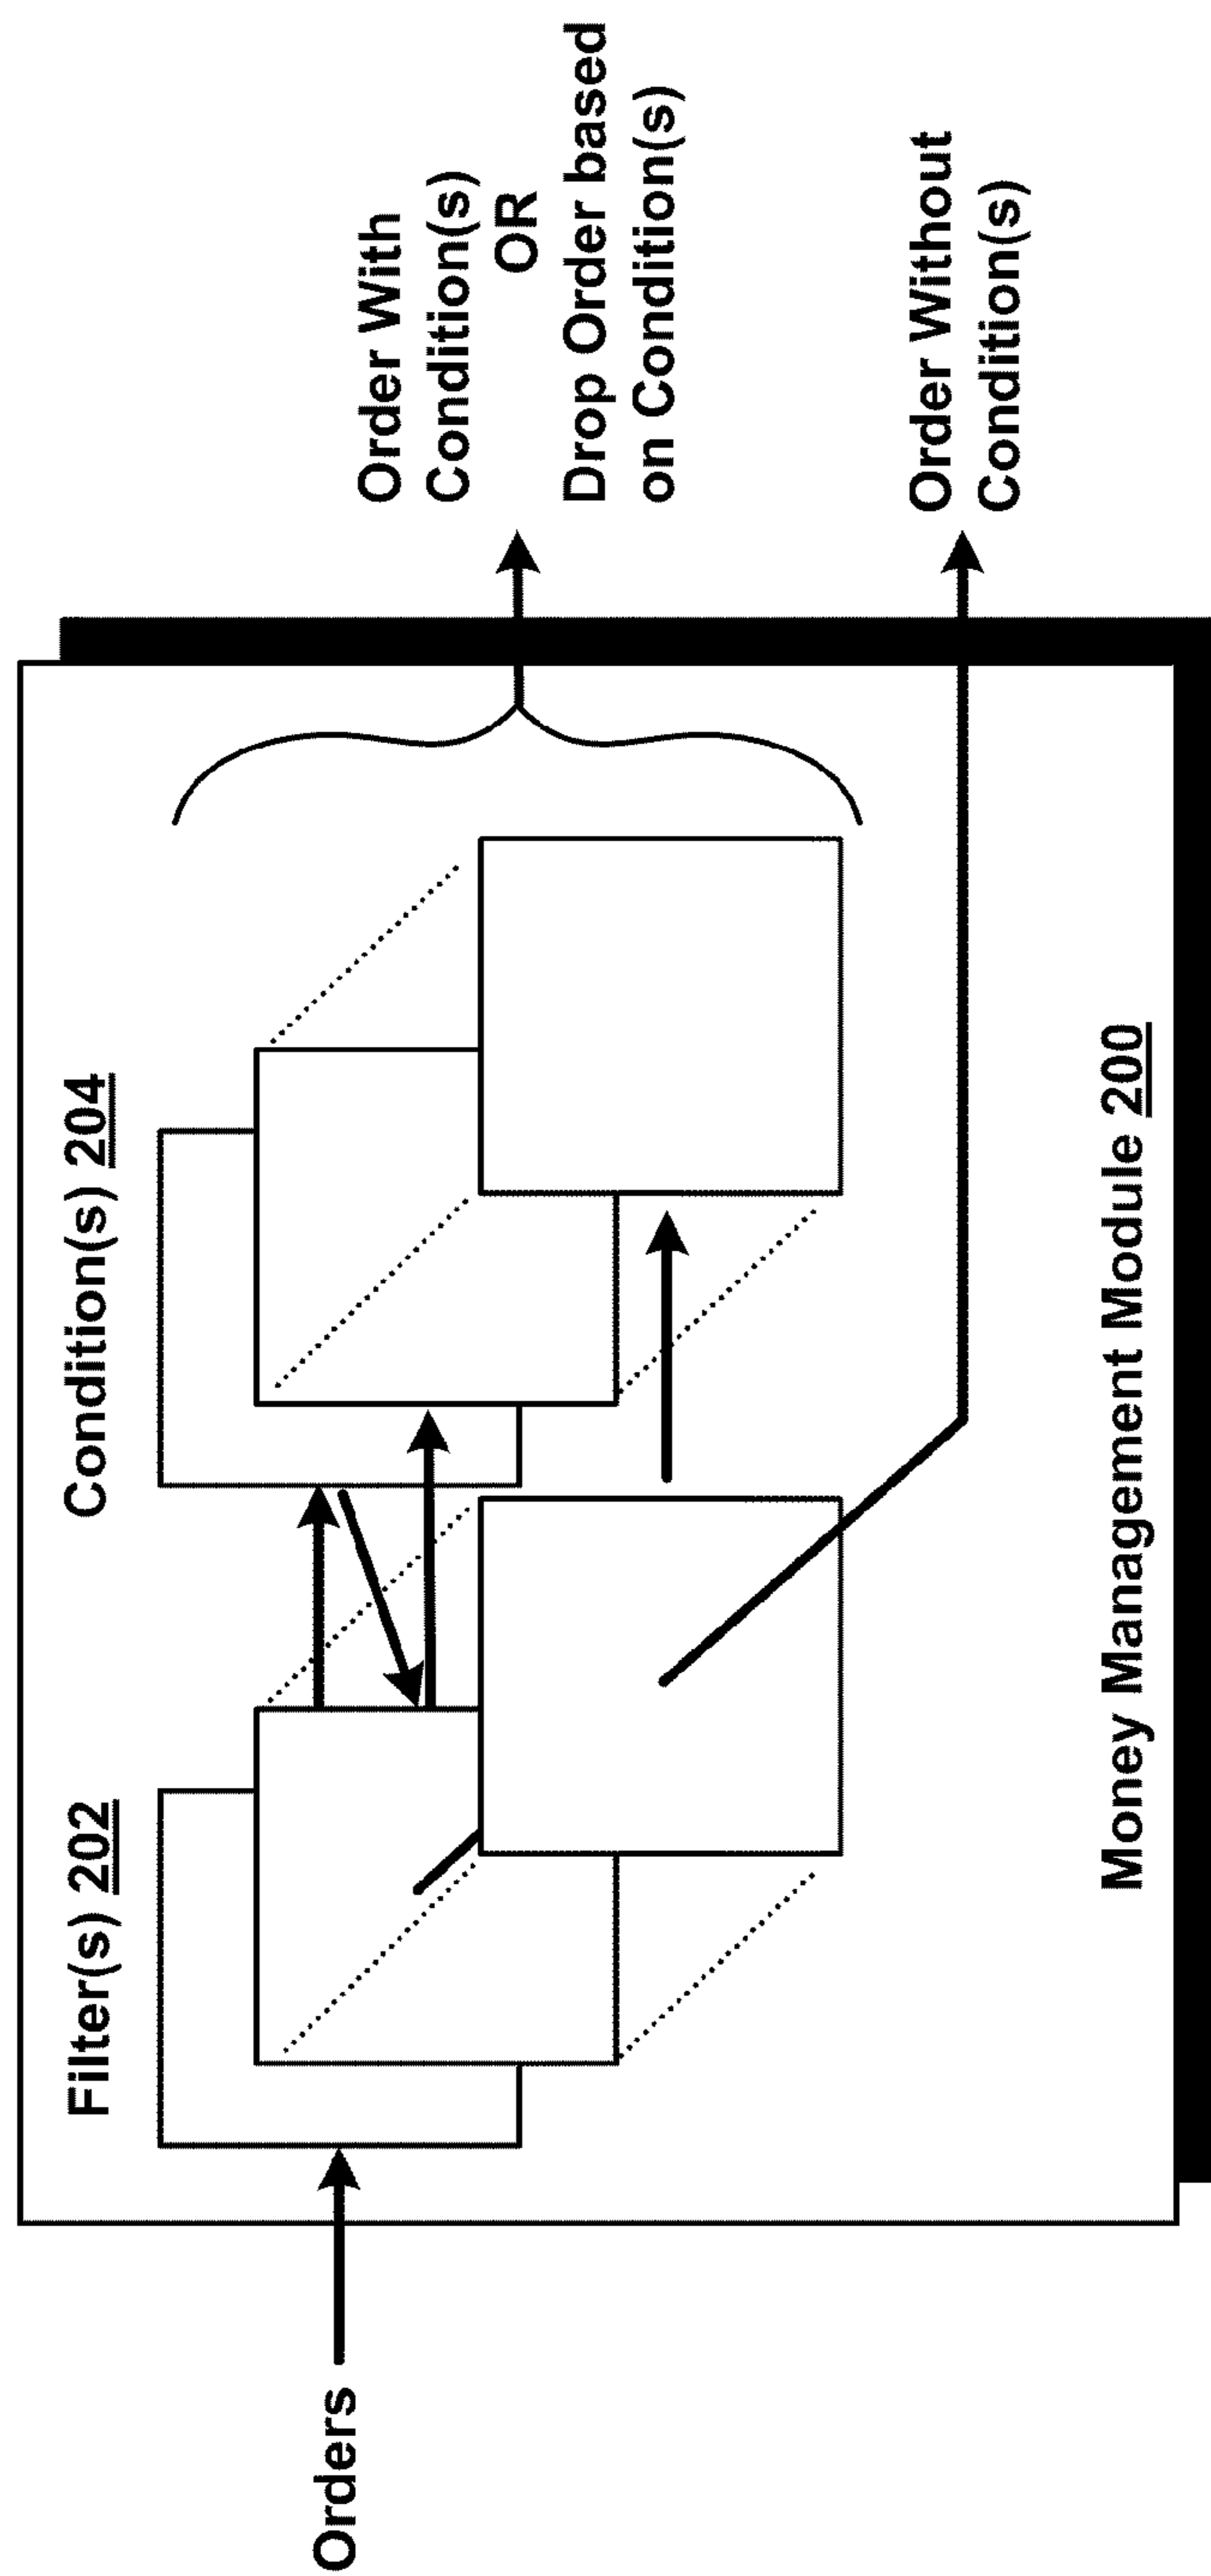 Orders
Filter(s) 202
Condition(s) 204
Money Management Module 200
Order With
Condition(s)
OR
Drop Order based
on Condition(s)
Order Without
Condition(s)